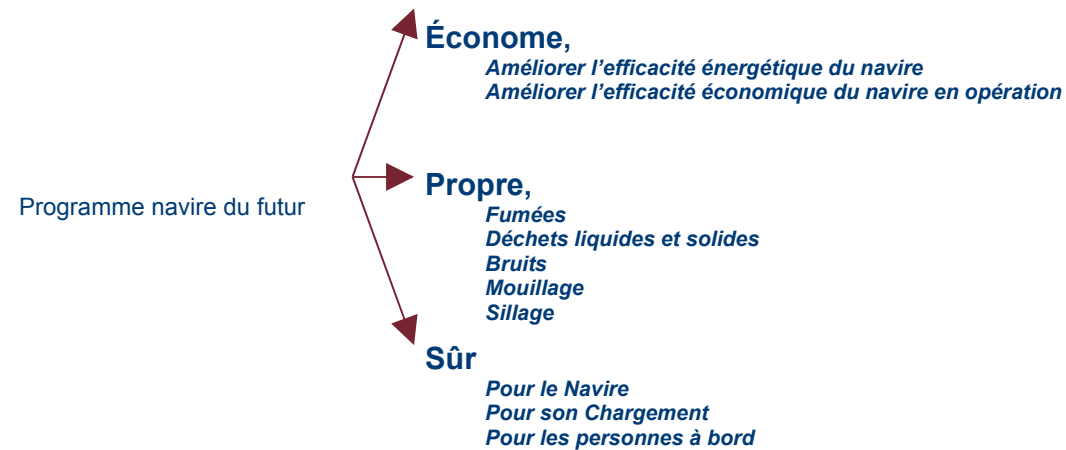 Économe,
Améliorer l’efficacité énergétique du navire
Améliorer l’efficacité économique du navire en opération
Programme navire du futur
Propre,
Fumées
Déchets liquides et solides
Bruits
Mouillage
Sillage
Sûr
Pour le Navire
Pour son Chargement
Pour les personnes à bord